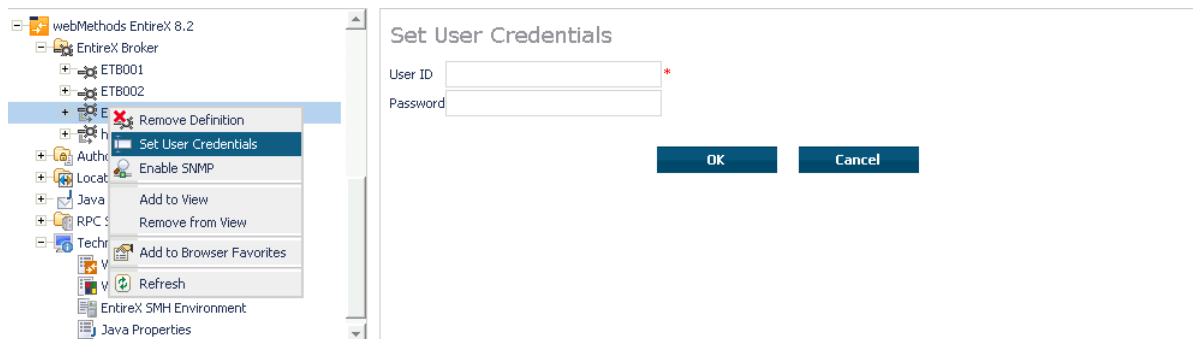 webMethods EntireX 8.2
EntireX Broker
ETB001
ETB002
Remove Definition
Set User Credentials
Enable SNMP
Add to View
Remove from View
Add to Browser Favorites
Refresh
Java
RPC
EntireX SMH Environment
Java Properties
Set User Credentials
User ID *
Password
OK Cancel